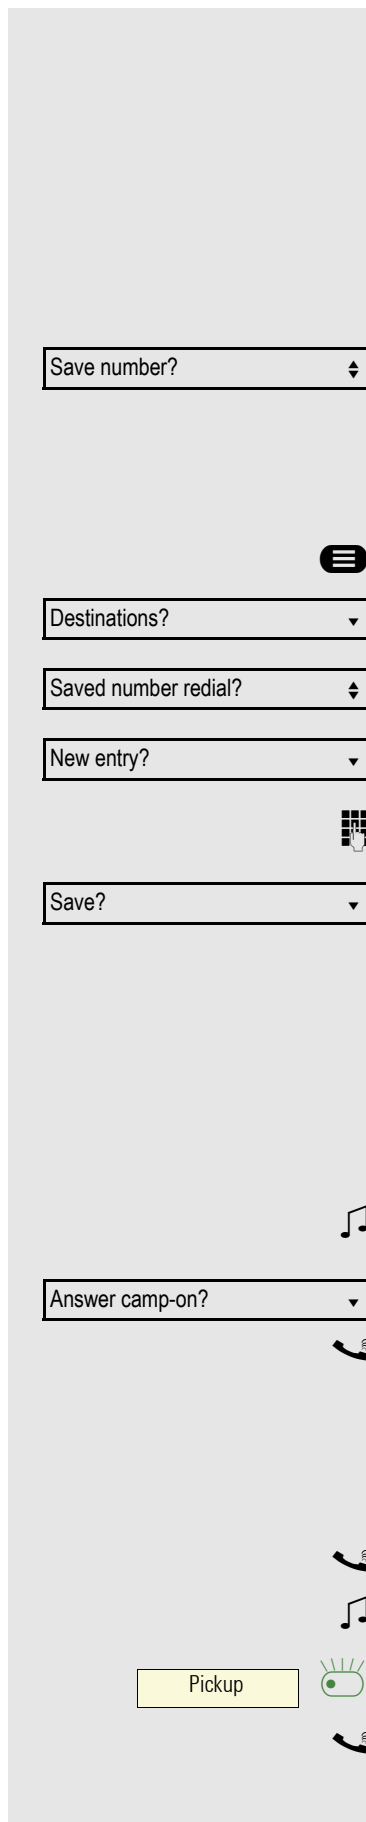 Save number?
Destinations?
Saved number redial?
New entry?
Save?
Answer camp-on?
Pickup